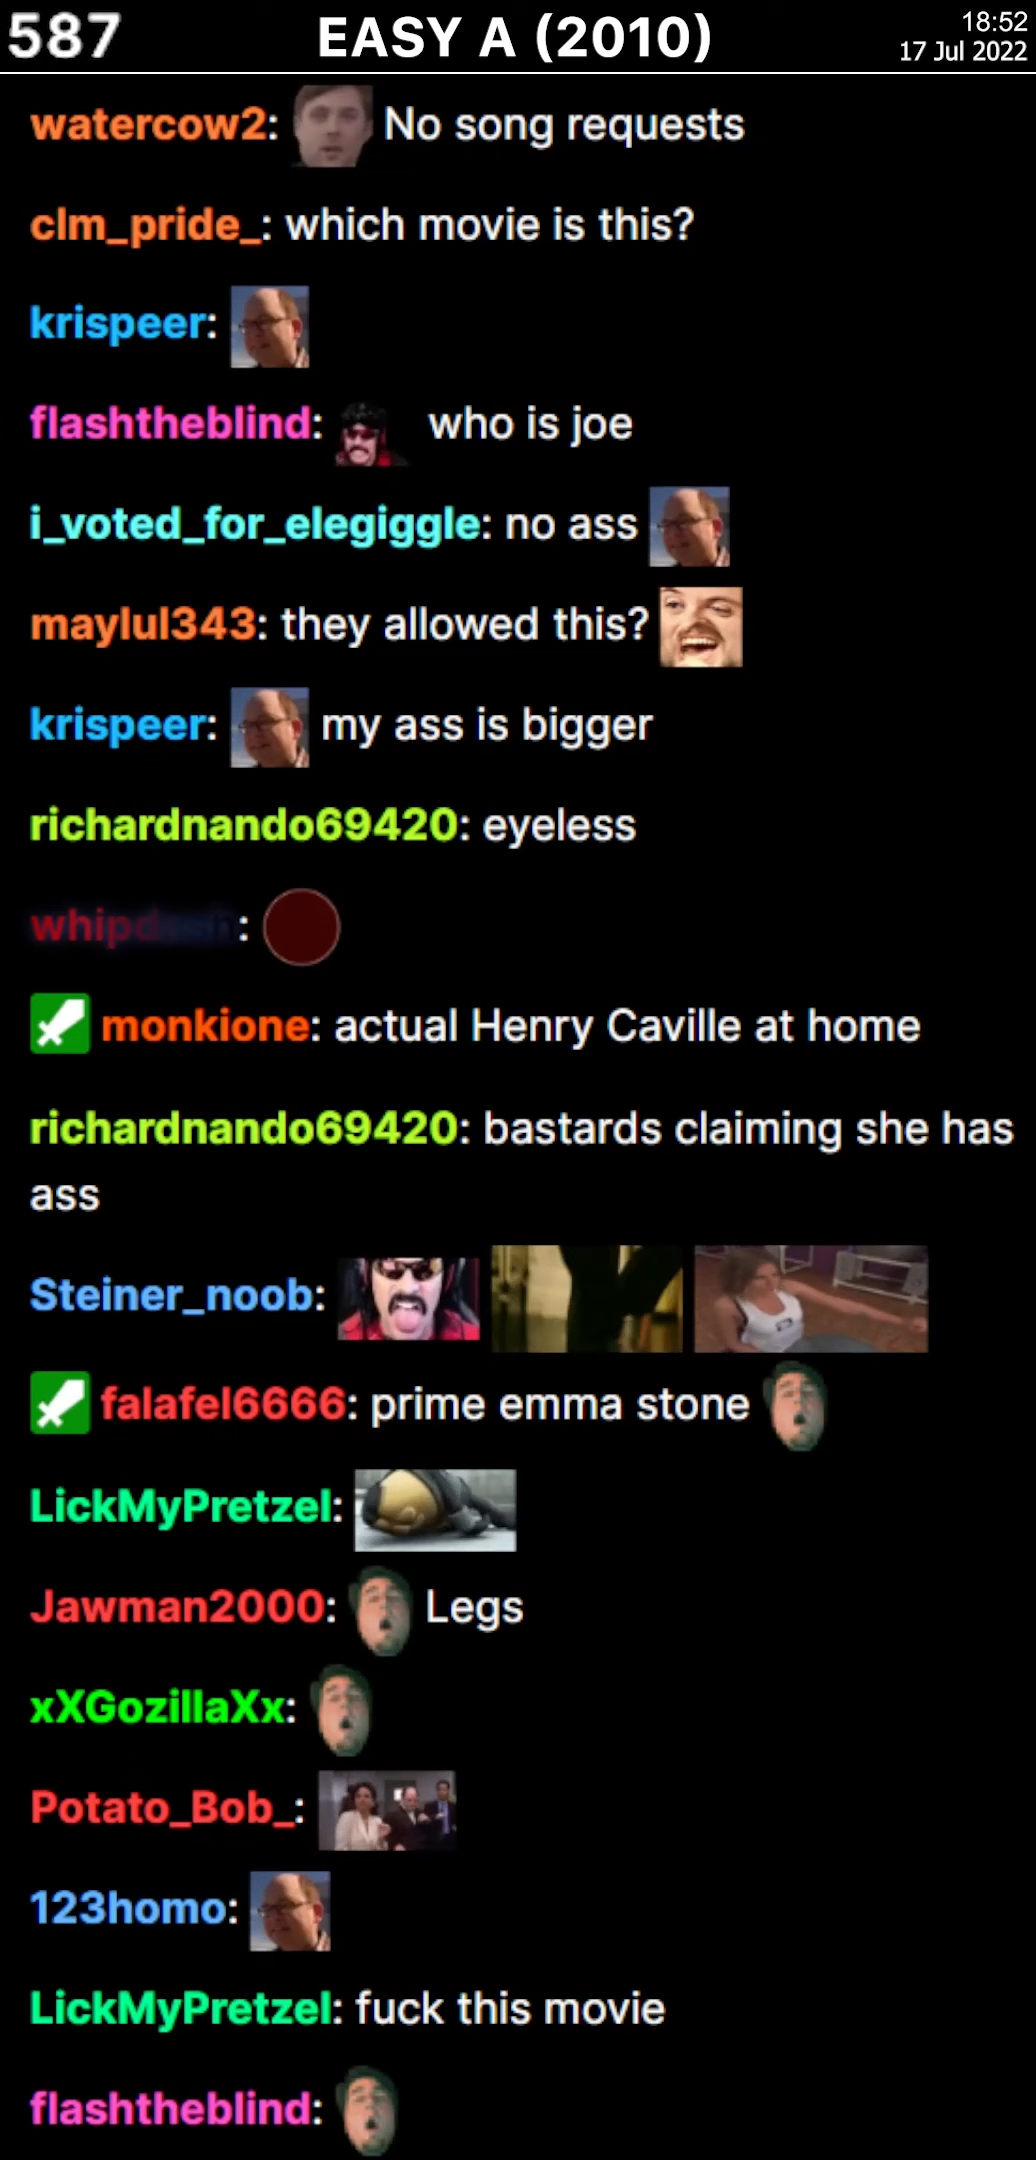 587 EASY A (2010) 18:52
17 Jul 2022
watercow2: No song requests
clm_pride_: which movie is this?
krispeer:
flashtheblind: who is joe
i_voted_for_elegiggle: no ass
maylul343: they allowed this?
krispeer: my ass is bigger
richardnando69420: eyeless
whipdash:
monkione: actual Henry Caville at home
richardnando69420: bastards claiming she has
ass
Steiner_noob:
falafel6666: prime emma stone
LickMyPretzel:
Jawman2000: Legs
xXGozillaXx:
Potato_Bob_:
123homo:
LickMyPretzel: fuck this movie
flashtheblind: